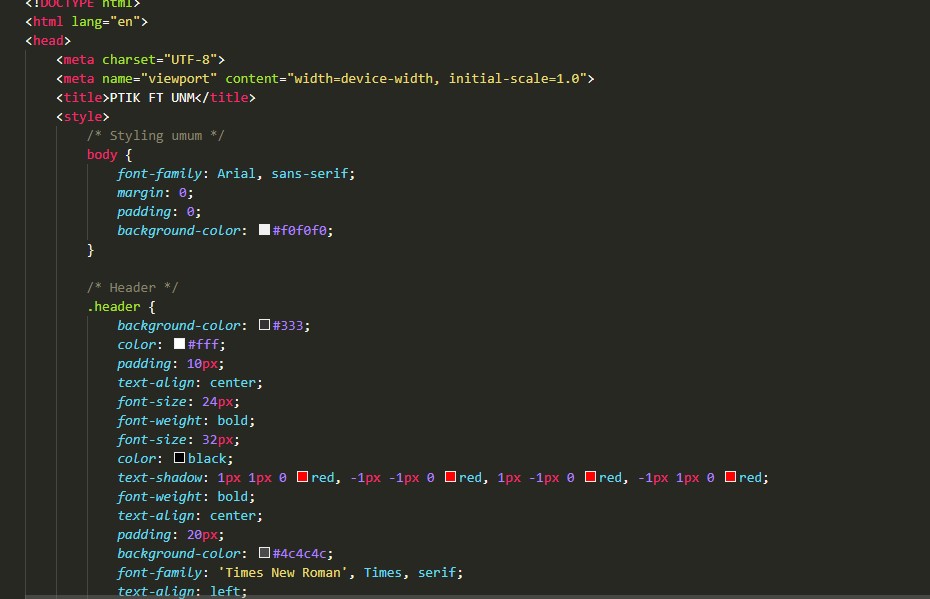 <!DOCTYPE html>
<html lang="en">
<head>
<meta charset="UTF-8">
<meta name="viewport" content="width=device-width, initial-scale=1.0">
<title>PTIK FT UNM</title>
<style>
/* Styling umum */
body {
font-family: Arial, sans-serif;
margin: 0;
padding: 0;
background-color: #f0f0f0;
}
/* Header */
.header {
background-color: #333;
color: #fff;
padding: 10px;
text-align: center;
font-size: 24px;
font-weight: bold;
font-size: 32px;
color: black;
text-shadow: 1px 1px 0 red, -1px -1px 0 red, 1px -1px 0 red, -1px 1px 0 red;
font-weight: bold;
text-align: center;
padding: 20px;
background-color: #4c4c4c;
font-family: 'Times New Roman', Times, serif;
text-align: left;